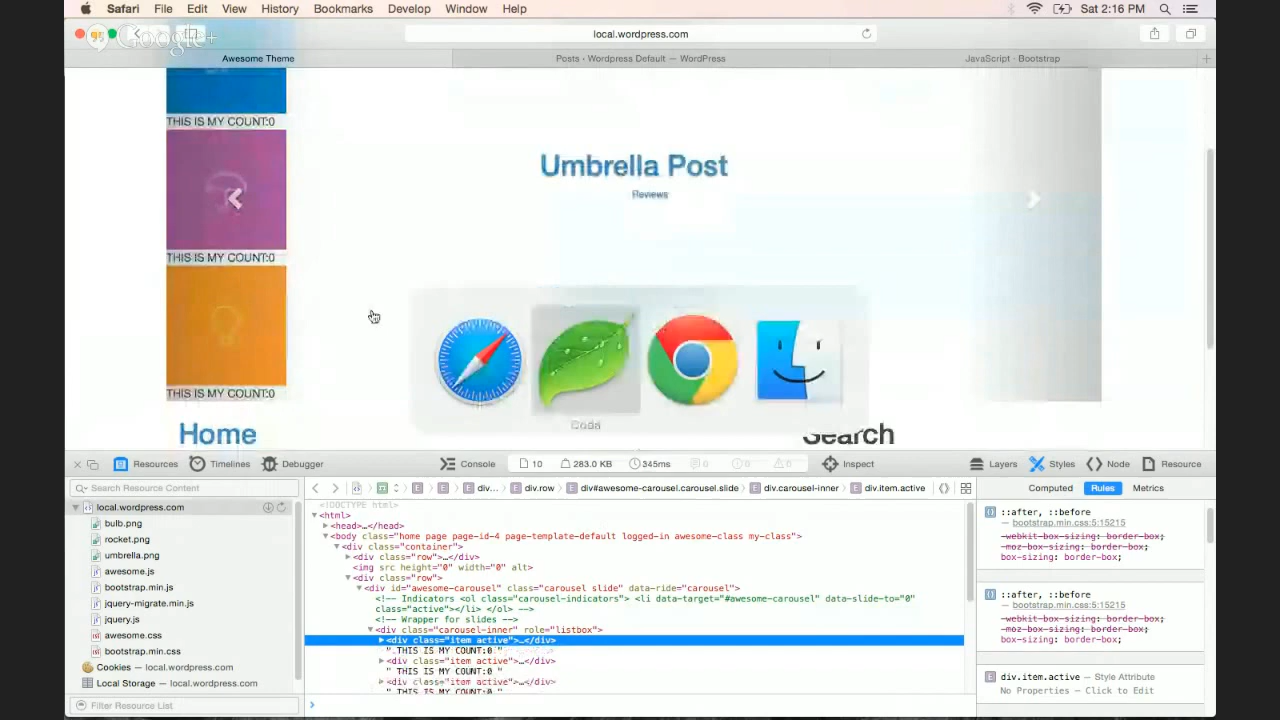 Safari File Edit View History Bookmarks Develop Window Help Sat 2:16 PM
Google+
local.wordpress.com
Awesome Theme Posts · Wordpress Default — WordPress JavaScript · Bootstrap
THIS IS MY COUNT:0
Umbrella Post
Reviews
THIS IS MY COUNT:0
THIS IS MY COUNT:0
Coda
Home Search
Resources Timelines Debugger Console 10 283.0 KB 345ms 0 0 0 Inspect Layers Styles Node Resource
Search Resource Content
div... div.row div#awesome-carousel.carousel.slide div.carousel-inner div.item.active
Computed Rules Metrics
local.wordpress.com
bulb.png
rocket.png
umbrella.png
awesome.js
bootstrap.min.js
jquery-migrate.min.js
jquery.js
awesome.css
bootstrap.min.css
Cookies — local.wordpress.com
Local Storage — local.wordpress.com
Filter Resource List
<!DOCTYPE html>
<html>
<head>…</head>
<body class="home page page-id-4 page-template-default logged-in awesome-class my-class">
<div class="container">
<div class="row">…</div>
<img src height="0" width="0" alt>
<div class="row">
<div id="awesome-carousel" class="carousel slide" data-ride="carousel">
<!-- Indicators <ol class="carousel-indicators"> <li data-target="#awesome-carousel" data-slide-to="0"
class="active"></li> </ol> -->
<!-- Wrapper for slides -->
<div class="carousel-inner" role="listbox">
<div class="item active">…</div>
" THIS IS MY COUNT:0 "
<div class="item active">…</div>
" THIS IS MY COUNT:0 "
<div class="item active">…</div>
" THIS IS MY COUNT:0 "
::after, ::before
— bootstrap.min.css:5:15215
-webkit-box-sizing: border-box;
-moz-box-sizing: border-box;
box-sizing: border-box;
::after, ::before
— bootstrap.min.css:5:15215
-webkit-box-sizing: border-box;
-moz-box-sizing: border-box;
box-sizing: border-box;
div.item.active — Style Attribute
No Properties — Click to Edit